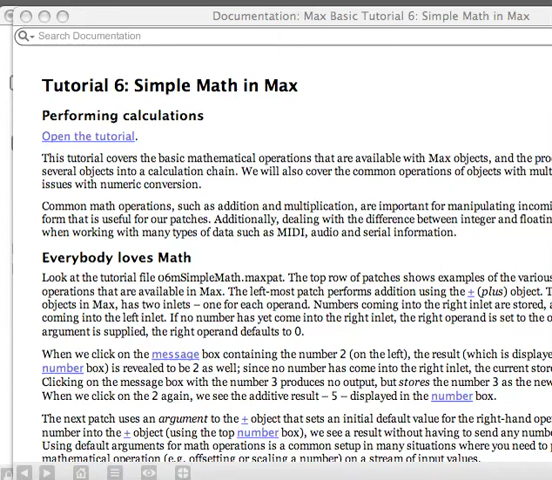 Documentation: Max Basic Tutorial 6: Simple Math in Max
Search Documentation
Tutorial 6: Simple Math in Max
Performing calculations
Open the tutorial.
This tutorial covers the basic mathematical operations that are available with Max objects, and the pro
several objects into a calculation chain. We will also cover the common operations of objects with mult
issues with numeric conversion.
Common math operations, such as addition and multiplication, are important for manipulating incomi
form that is useful for our patches. Additionally, dealing with the difference between integer and floatin
when working with many types of data such as MIDI, audio and serial information.
Everybody loves Math
Look at the tutorial file 06mSimpleMath.maxpat. The top row of patches shows examples of the various
operations that are available in Max. The left-most patch performs addition using the + (plus) object. T
objects in Max, has two inlets – one for each operand. Numbers coming into the right inlet are stored, a
coming into the left inlet. If no number has yet come into the right inlet, the right operand is set to the o
argument is supplied, the right operand defaults to 0.
When we click on the message box containing the number 2 (on the left), the result (which is displaye
number box) is revealed to be 2 as well; since no number has come into the right inlet, the current store
Clicking on the message box with the number 3 produces no output, but stores the number 3 as the new
When we click on the 2 again, we see the additive result – 5 – displayed in the number box.
The next patch uses an argument to the + object that sets an initial default value for the right-hand ope
number into the + object (using the top number box), we see a result without having to send any numbe
Using default arguments for math operations is a common setup in many situations where you need to p
mathematical operation (e.g. offsetting or scaling a number) on a stream of input values.